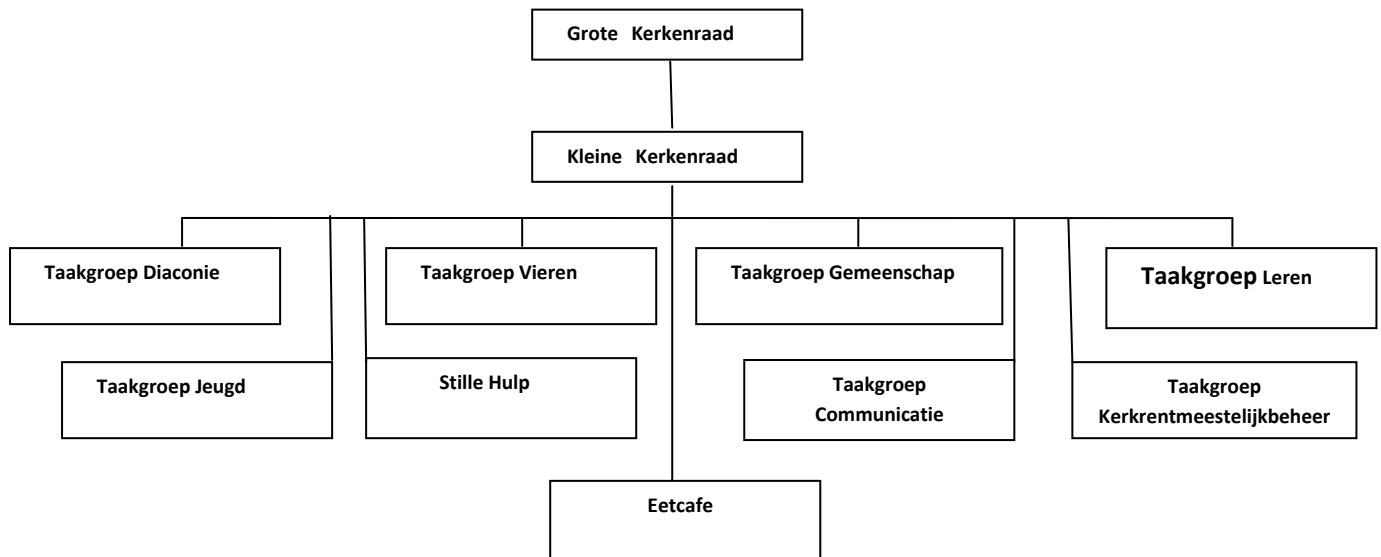 Grote Kerkenraad
Kleine Kerkenraad
Taakgroep Diaconie
Taakgroep Vieren
Taakgroep Gemeenschap
Taakgroep Leren
Taakgroep Jeugd
Stille Hulp
Taakgroep
Communicatie
Taakgroep
Kerkrentmeestelijkbeheer
Eetcafe